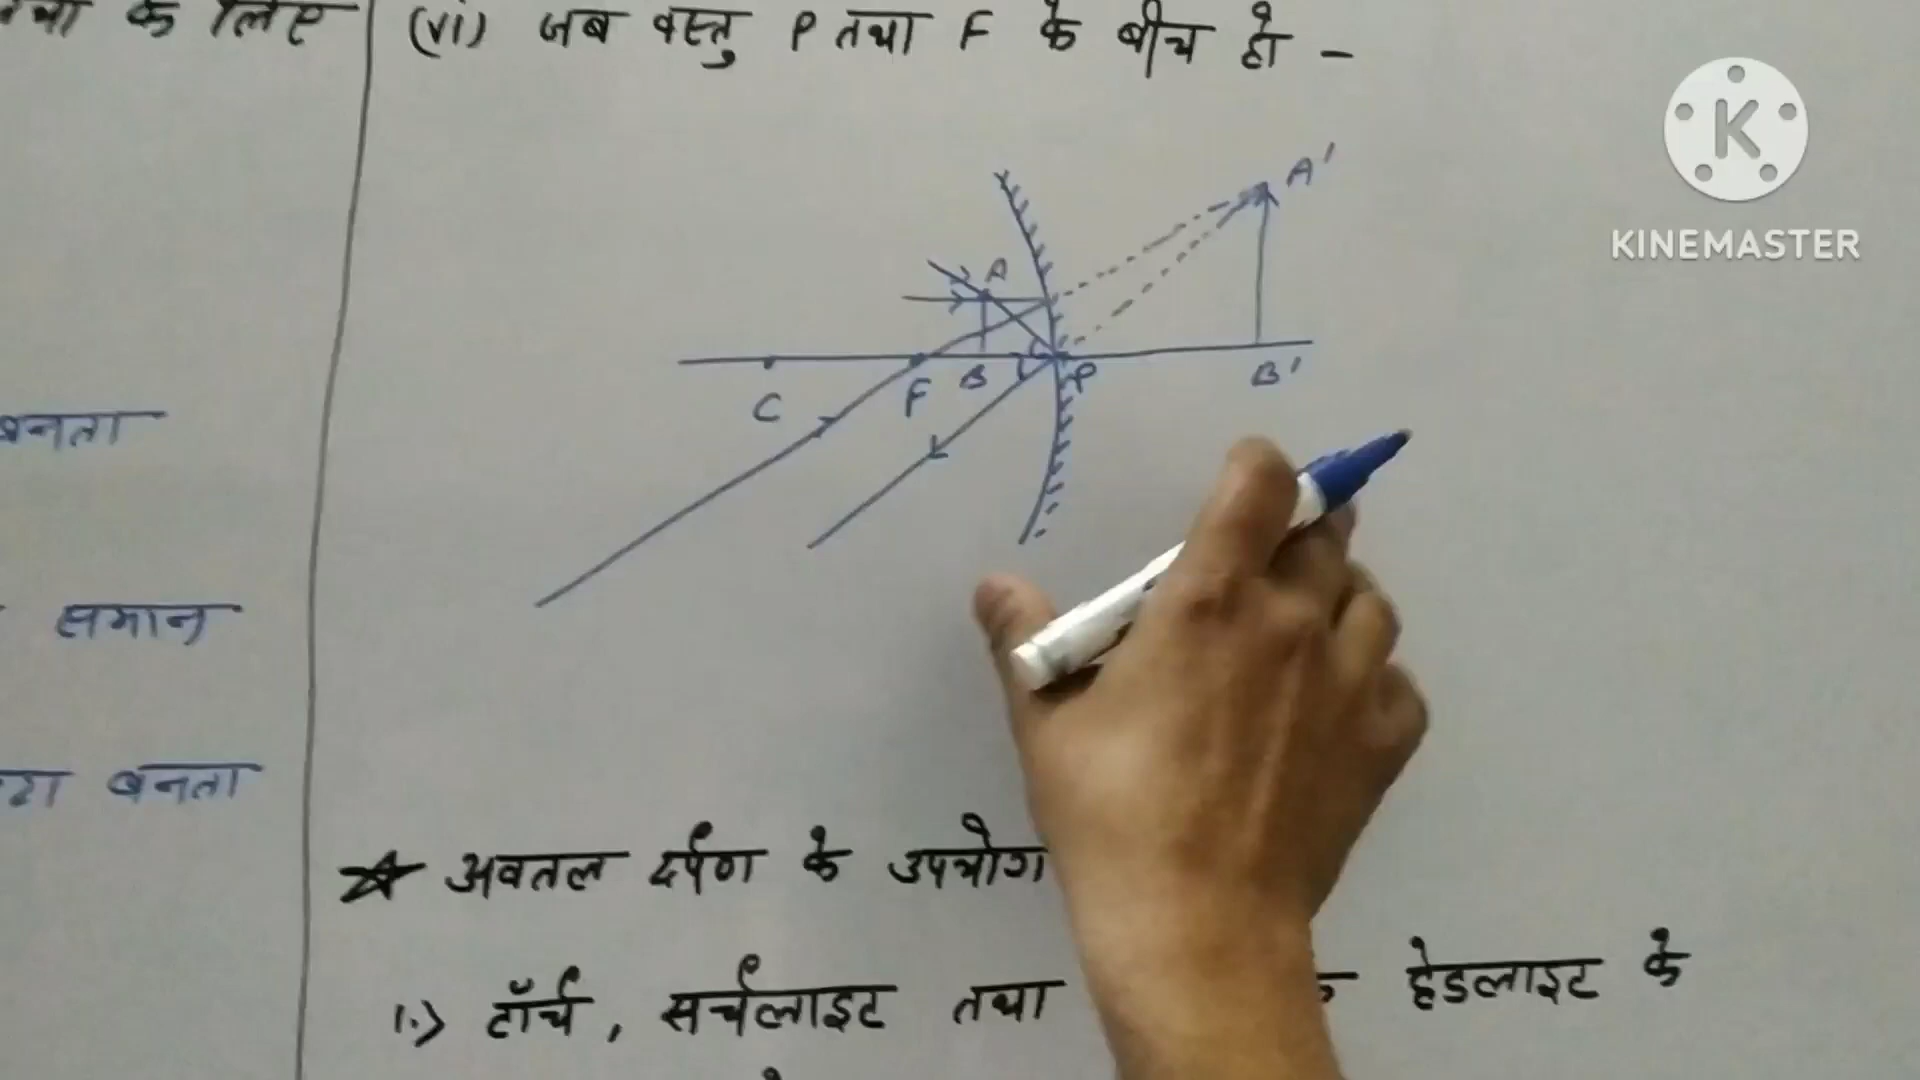 के लिए
(vi) जब वस्तु P तथा F के बीच हो -
K
KINEMASTER
A'
A
C F B P B'
बनता
समान
बनता
अवतल दर्पण के उपयोग
1.) टॉर्च, सर्चलाइट तथा हेडलाइट के